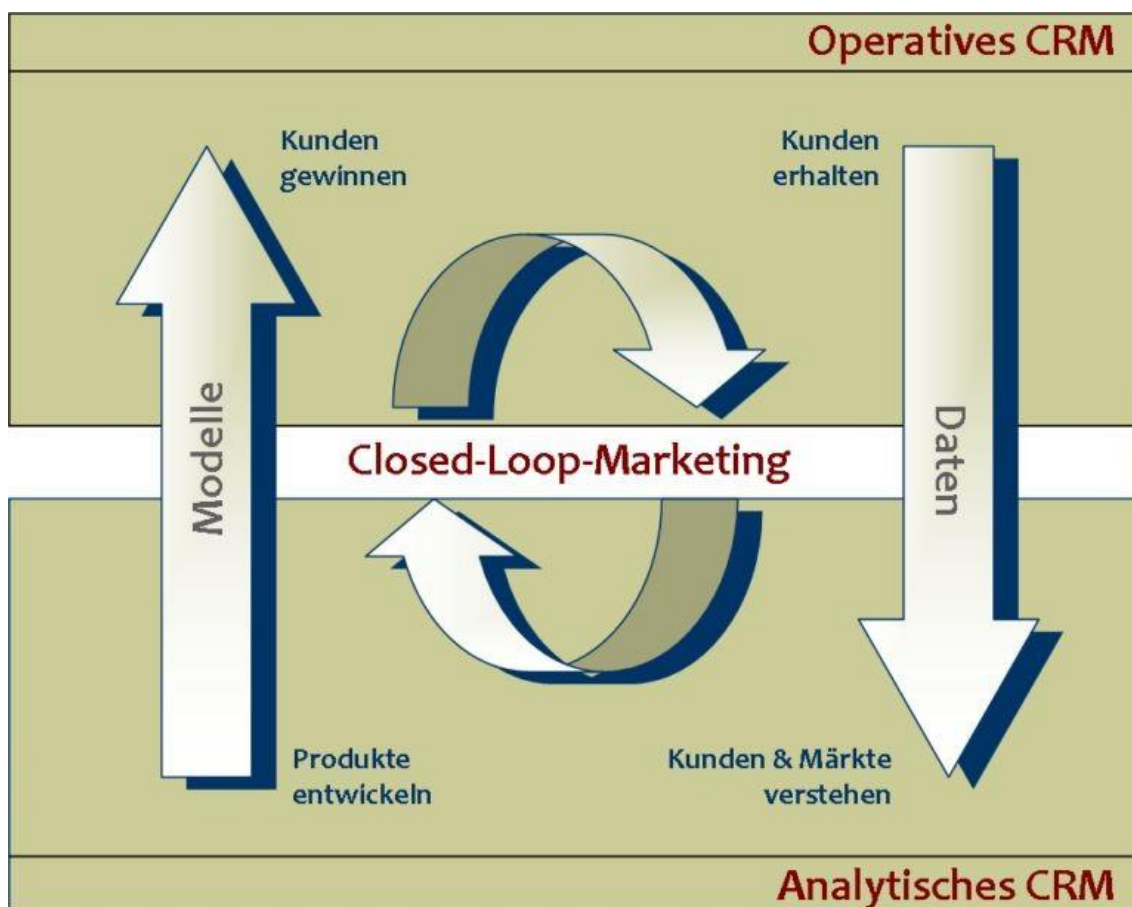 Operatives CRM
Kunden
gewinnen
Kunden
erhalten
Modelle
Closed-Loop-Marketing
Daten
Produkte
entwickeln
Kunden & Märkte
verstehen
Analytisches CRM